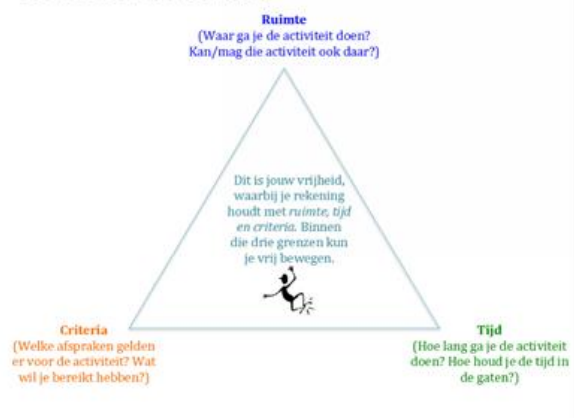 Ruimte
(Waar ga je de activiteit doen?
Kan/mag die activiteit ook daar?)
Dit is jouw vrijheid,
waarbij je rekening
houdt met ruimte, tijd
en criteria. Binnen
die drie grenzen kun
je vrij bewegen.
Criteria
(Welke afspraken gelden
er voor de activiteit? Wat
wil je bereikt hebben?)
Tijd
(Hoe lang ga je de activiteit
doen? Hoe houd je de tijd in
de gaten?)